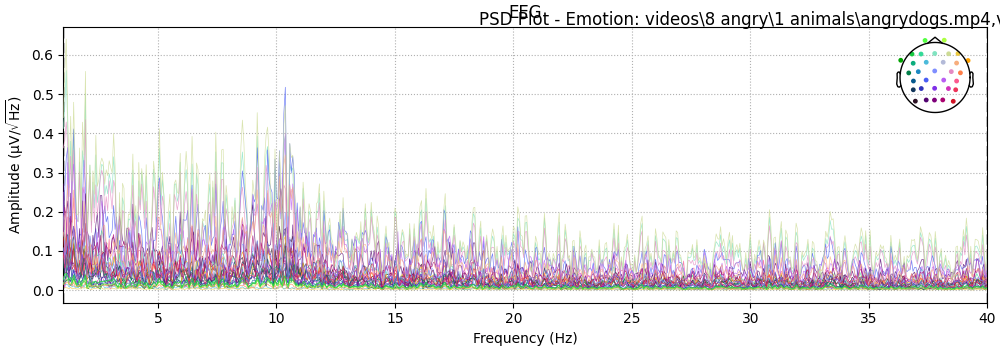 EEG
PSD Plot - Emotion: videos\8 angry\1 animals\angrydogs.mp4,v
Amplitude (µV/√Hz)
0.6
0.5
0.4
0.3
0.2
0.1
0.0
5 10 15 20 25 30 35 40
Frequency (Hz)